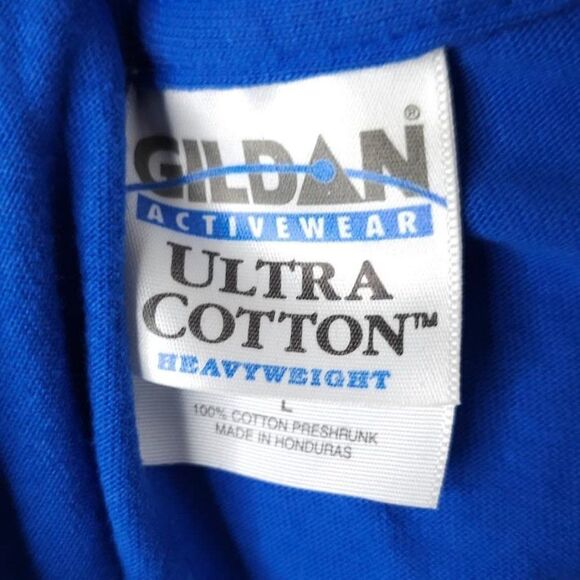 GILDAN®
ACTIVEWEAR
ULTRA
COTTON™
HEAVYWEIGHT
L
100% COTTON PRESHRUNK
MADE IN HONDURAS